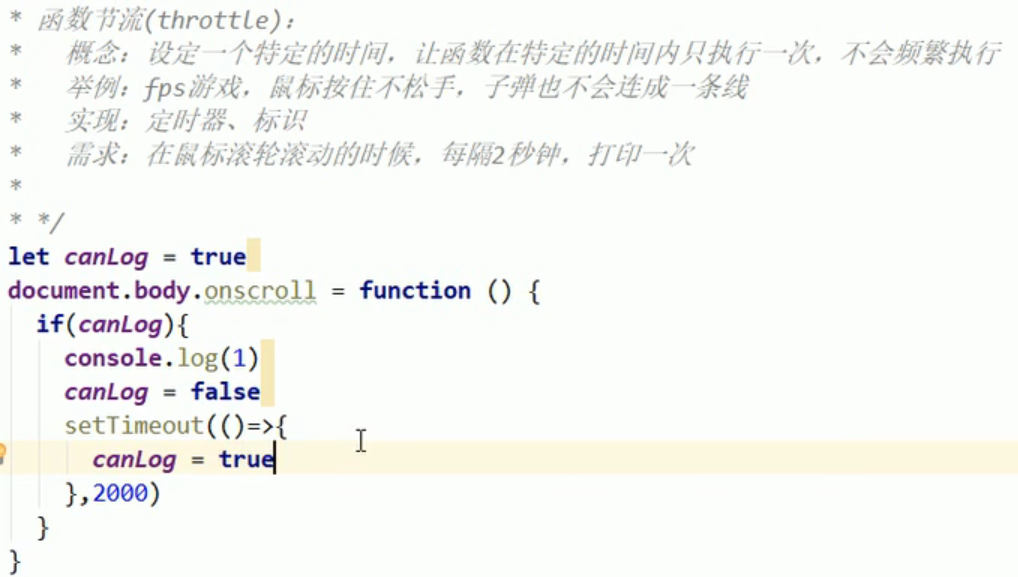 * 函数节流(throttle)：
*   概念：设定一个特定的时间，让函数在特定的时间内只执行一次，不会频繁执行
*   举例：fps游戏，鼠标按住不松手，子弹也不会连成一条线
*   实现：定时器、标识
*   需求：在鼠标滚轮滚动的时候，每隔2秒钟，打印一次
*
* */
let canLog = true
document.body.onscroll = function () {
  if(canLog){
    console.log(1)
    canLog = false
    setTimeout(()=>{
      canLog = true
    },2000)
  }
}